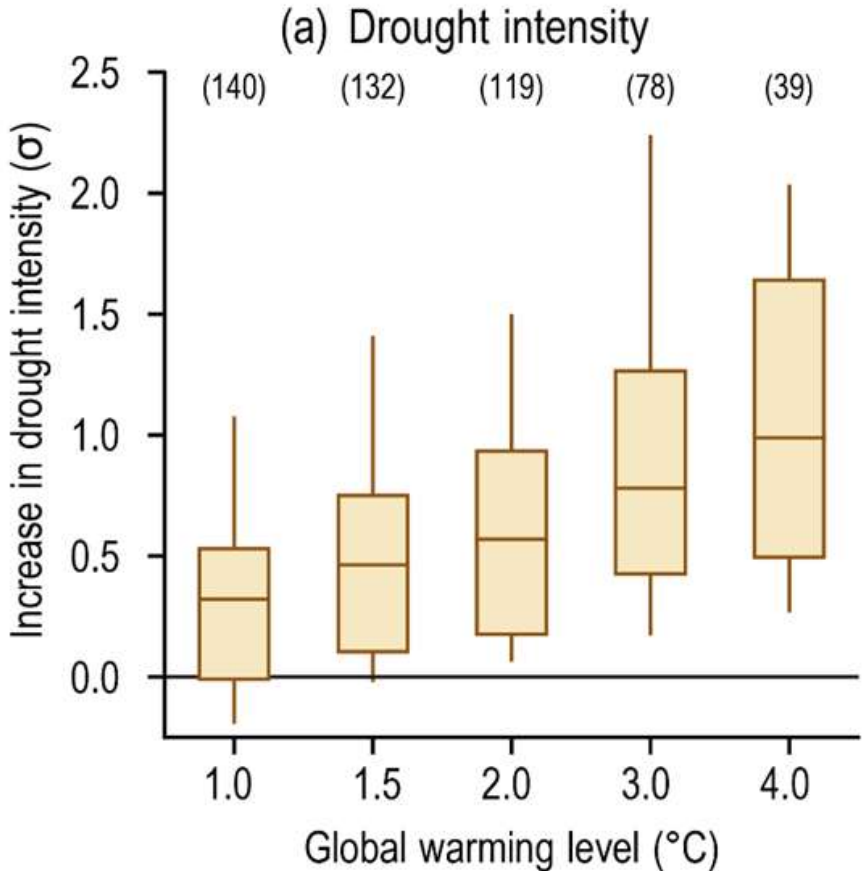 (a) Drought intensity
2.5
(140) (132) (119) (78) (39)
2.0
1.5
1.0
0.5
0.0
Increase in drought intensity (σ)
1.0 1.5 2.0 3.0 4.0
Global warming level (°C)